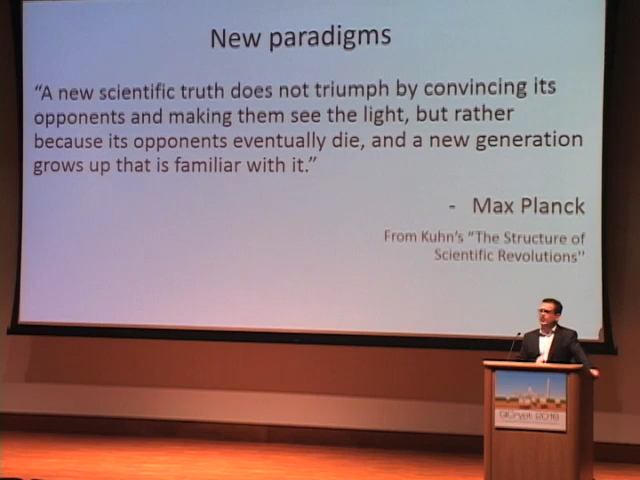 New paradigms
“A new scientific truth does not triumph by convincing its
opponents and making them see the light, but rather
because its opponents eventually die, and a new generation
grows up that is familiar with it.”
- Max Planck
From Kuhn’s “The Structure of
Scientific Revolutions"
QCrypt 2016